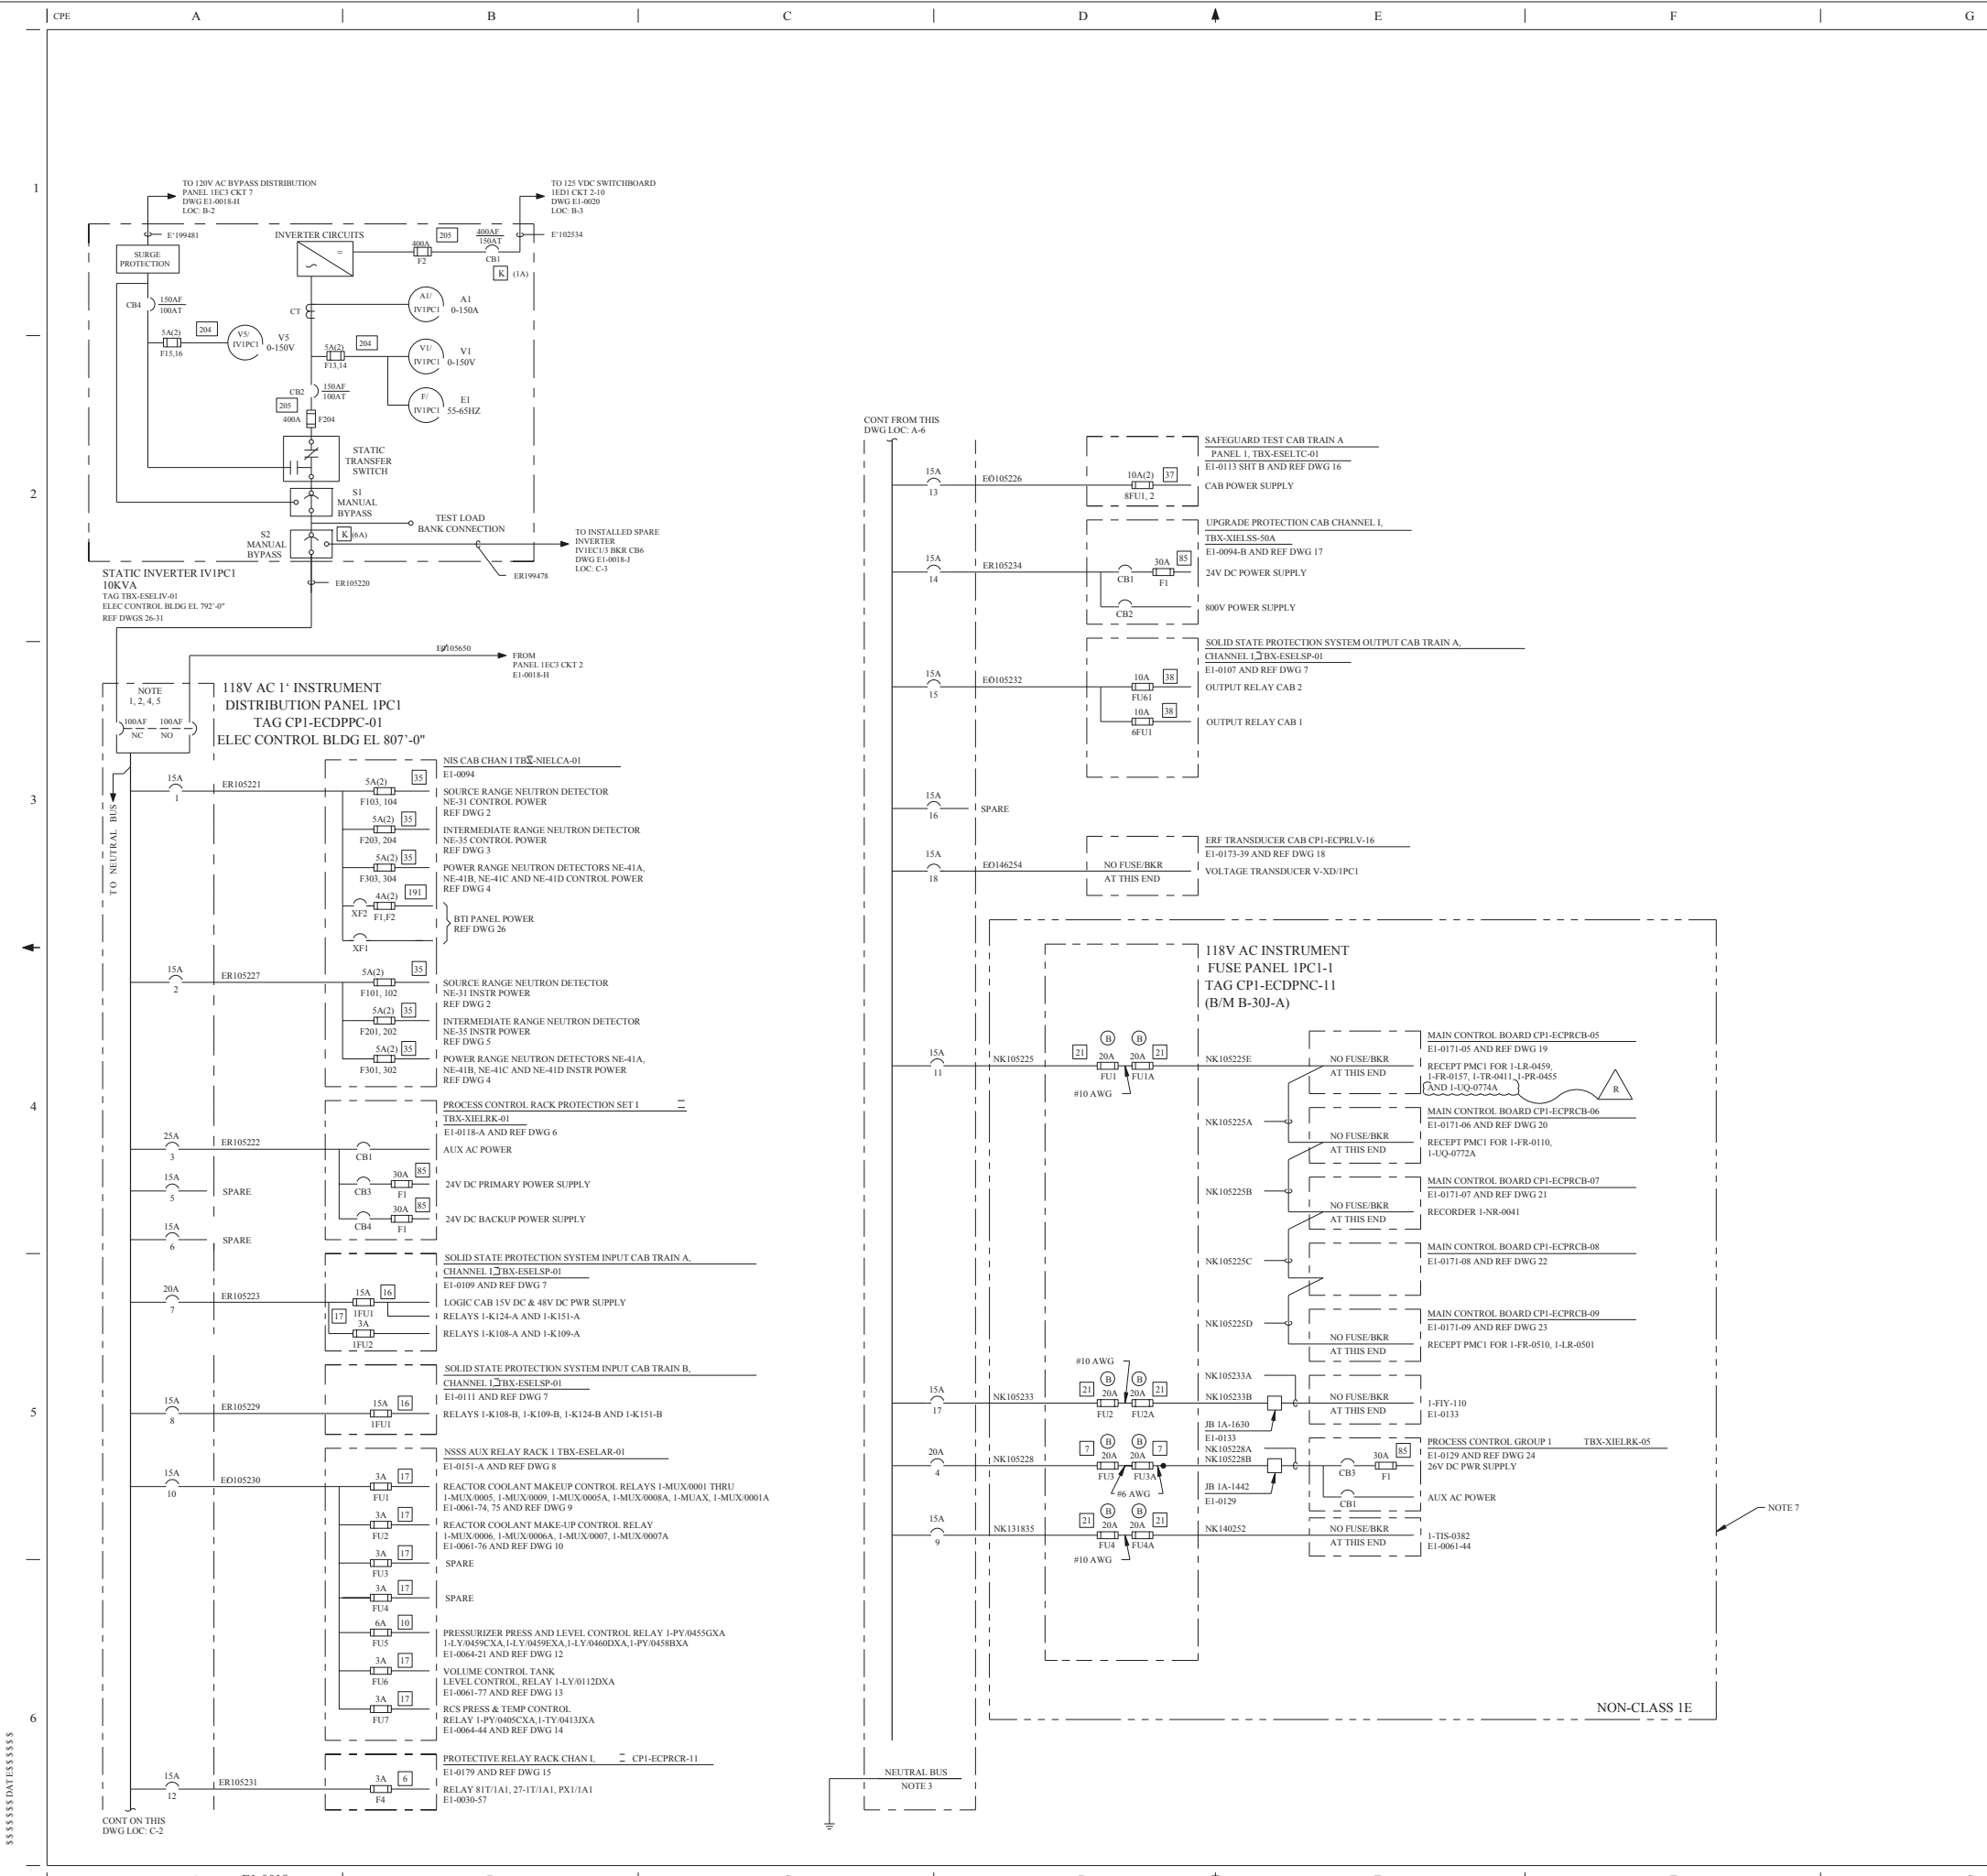 CPE
A
B
C
D
E
F
G
1
2
3
4
5
6
TO 120V AC BYPASS DISTRIBUTION
PANEL 1EC3 CKT 7
DWG E1-0018-H
LOC: B-2
TO 125 VDC SWITCHBOARD
1ED1 CKT 2-10
DWG E1-0020
LOC: B-3
E'199481
INVERTER CIRCUITS
205
400A
F2
400AF
150AT
CB1
E'102534
K (1A)
SURGE
PROTECTION
CB4
150AF
100AT
CT
A1/
IV1PC1
A1
0-150A
5A(2)
204
F15,16
V5/
IV1PC1
V5
0-150V
5A(2)
204
F13,14
V1/
IV1PC1
V1
0-150V
CB2
150AF
100AT
205
400A
F204
F/
IV1PC1
E1
55-65HZ
STATIC
TRANSFER
SWITCH
S1
MANUAL
BYPASS
TEST LOAD
BANK CONNECTION
S2
MANUAL
BYPASS
K (6A)
TO INSTALLED SPARE
INVERTER
IV1EC1/3 BKR CB6
DWG E1-0018-J
LOC: C-3
ER199478
ER105220
STATIC INVERTER IV1PC1
10KVA
TAG TBX-ESELIV-01
ELEC CONTROL BLDG EL 792'-0"
REF DWGS 26-31
105650
FROM
PANEL 1EC3 CKT 2
E1-0018-H
NOTE
1, 2, 4, 5
100AF
NC
100AF
NO
118V AC 1‘ INSTRUMENT
DISTRIBUTION PANEL 1PC1
TAG CP1-ECDPPC-01
ELEC CONTROL BLDG EL 807'-0"
TO NEUTRAL BUS
NIS CAB CHAN I TBX-NIELCA-01
E1-0094
15A
1
ER105221
5A(2)
35
F103, 104
SOURCE RANGE NEUTRON DETECTOR
NE-31 CONTROL POWER
REF DWG 2
5A(2)
35
F203, 204
INTERMEDIATE RANGE NEUTRON DETECTOR
NE-35 CONTROL POWER
REF DWG 3
5A(2)
35
F303, 304
POWER RANGE NEUTRON DETECTORS NE-41A,
NE-41B, NE-41C AND NE-41D CONTROL POWER
REF DWG 4
4A(2)
191
XF2
F1,F2
XF1
BTI PANEL POWER
REF DWG 26
15A
2
ER105227
5A(2)
35
F101, 102
SOURCE RANGE NEUTRON DETECTOR
NE-31 INSTR POWER
REF DWG 2
5A(2)
35
F201, 202
INTERMEDIATE RANGE NEUTRON DETECTOR
NE-35 INSTR POWER
REF DWG 5
5A(2)
35
F301, 302
POWER RANGE NEUTRON DETECTORS NE-41A,
NE-41B, NE-41C AND NE-41D INSTR POWER
REF DWG 4
PROCESS CONTROL RACK PROTECTION SET I
TBX-XIELRK-01
E1-0118-A AND REF DWG 6
25A
3
ER105222
CB1
AUX AC POWER
15A
5
SPARE
CB3
30A
85
F1
24V DC PRIMARY POWER SUPPLY
15A
6
SPARE
CB4
30A
85
F1
24V DC BACKUP POWER SUPPLY
SOLID STATE PROTECTION SYSTEM INPUT CAB TRAIN A,
CHANNEL I, TBX-ESELSP-01
E1-0109 AND REF DWG 7
20A
7
ER105223
15A
16
1FU1
LOGIC CAB 15V DC & 48V DC PWR SUPPLY
RELAYS 1-K124-A AND 1-K151-A
17
3A
1FU2
RELAYS 1-K108-A AND 1-K109-A
SOLID STATE PROTECTION SYSTEM INPUT CAB TRAIN B,
CHANNEL I, TBX-ESELSP-01
E1-0111 AND REF DWG 7
15A
8
ER105229
15A
16
1FU1
RELAYS 1-K108-B, 1-K109-B, 1-K124-B AND 1-K151-B
NSSS AUX RELAY RACK 1 TBX-ESELAR-01
E1-0151-A AND REF DWG 8
15A
10
EO105230
3A
17
FU1
REACTOR COOLANT MAKEUP CONTROL RELAYS 1-MUX/0001 THRU
1-MUX/0005, 1-MUX/0009, 1-MUX/0005A, 1-MUX/0008A, 1-MUAX, 1-MUX/0001A
E1-0061-74, 75 AND REF DWG 9
3A
17
FU2
REACTOR COOLANT MAKE-UP CONTROL RELAY
1-MUX/0006, 1-MUX/0006A, 1-MUX/0007, 1-MUX/0007A
E1-0061-76 AND REF DWG 10
3A
17
FU3
SPARE
3A
17
FU4
SPARE
6A
10
FU5
PRESSURIZER PRESS AND LEVEL CONTROL RELAY 1-PY/0455GXA
1-LY/0459CXA,1-LY/0459EXA,1-LY/0460DXA,1-PY/0458BXA
E1-0064-21 AND REF DWG 12
3A
17
FU6
VOLUME CONTROL TANK
LEVEL CONTROL, RELAY 1-LY/0112DXA
E1-0061-77 AND REF DWG 13
3A
17
FU7
RCS PRESS & TEMP CONTROL
RELAY 1-PY/0405CXA,1-TY/0413JXA
E1-0064-44 AND REF DWG 14
PROTECTIVE RELAY RACK CHAN I, CP1-ECPRCR-11
E1-0179 AND REF DWG 15
15A
12
ER105231
3A
6
F4
RELAY 81T/1A1, 27-1T/1A1, PX1/1A1
E1-0030-57
CONT ON THIS
DWG LOC: C-2
CONT FROM THIS
DWG LOC: A-6
SAFEGUARD TEST CAB TRAIN A
PANEL 1, TBX-ESELTC-01
E1-0113 SHT B AND REF DWG 16
15A
13
EO105226
10A(2)
37
8FU1, 2
CAB POWER SUPPLY
UPGRADE PROTECTION CAB CHANNEL I,
TBX-XIELSS-50A
E1-0094-B AND REF DWG 17
15A
14
ER105234
CB1
30A
85
F1
24V DC POWER SUPPLY
CB2
800V POWER SUPPLY
SOLID STATE PROTECTION SYSTEM OUTPUT CAB TRAIN A,
CHANNEL I, TBX-ESELSP-01
E1-0107 AND REF DWG 7
15A
15
EO105232
10A
38
FU61
OUTPUT RELAY CAB 2
10A
38
6FU1
OUTPUT RELAY CAB 1
15A
16
SPARE
ERF TRANSDUCER CAB CP1-ECPRLV-16
E1-0173-39 AND REF DWG 18
15A
18
EO146254
NO FUSE/BKR
AT THIS END
VOLTAGE TRANSDUCER V-XD/1PC1
118V AC INSTRUMENT
FUSE PANEL 1PC1-1
TAG CP1-ECDPNC-11
(B/M B-30J-A)
15A
11
NK105225
B
B
21
20A
20A
21
FU1
FU1A
#10 AWG
NK105225E
NO FUSE/BKR
AT THIS END
MAIN CONTROL BOARD CP1-ECPRCB-05
E1-0171-05 AND REF DWG 19
RECEPT PMC1 FOR 1-LR-0459,
1-FR-0157, 1-TR-0411, 1-PR-0455
AND 1-UQ-0774A
R
NK105225A
NO FUSE/BKR
AT THIS END
MAIN CONTROL BOARD CP1-ECPRCB-06
E1-0171-06 AND REF DWG 20
RECEPT PMC1 FOR 1-FR-0110,
1-UQ-0772A
NK105225B
NO FUSE/BKR
AT THIS END
MAIN CONTROL BOARD CP1-ECPRCB-07
E1-0171-07 AND REF DWG 21
RECORDER 1-NR-0041
NK105225C
MAIN CONTROL BOARD CP1-ECPRCB-08
E1-0171-08 AND REF DWG 22
NK105225D
NO FUSE/BKR
AT THIS END
MAIN CONTROL BOARD CP1-ECPRCB-09
E1-0171-09 AND REF DWG 23
RECEPT PMC1 FOR 1-FR-0510, 1-LR-0501
#10 AWG
15A
17
NK105233
B
B
21
20A
20A
21
FU2
FU2A
NK105233A
NK105233B
JB 1A-1630
E1-0133
NO FUSE/BKR
AT THIS END
1-FIY-110
E1-0133
20A
4
NK105228
B
B
7
20A
20A
7
FU3
FU3A
#6 AWG
NK105228A
NK105228B
JB 1A-1442
E1-0129
PROCESS CONTROL GROUP 1 TBX-XIELRK-05
E1-0129 AND REF DWG 24
CB3
30A
85
F1
26V DC PWR SUPPLY
CB1
AUX AC POWER
15A
9
NK131835
B
B
21
20A
20A
21
FU4
FU4A
#10 AWG
NK140252
NO FUSE/BKR
AT THIS END
1-TIS-0382
E1-0061-44
NOTE 7
NON-CLASS 1E
NEUTRAL BUS
NOTE 3